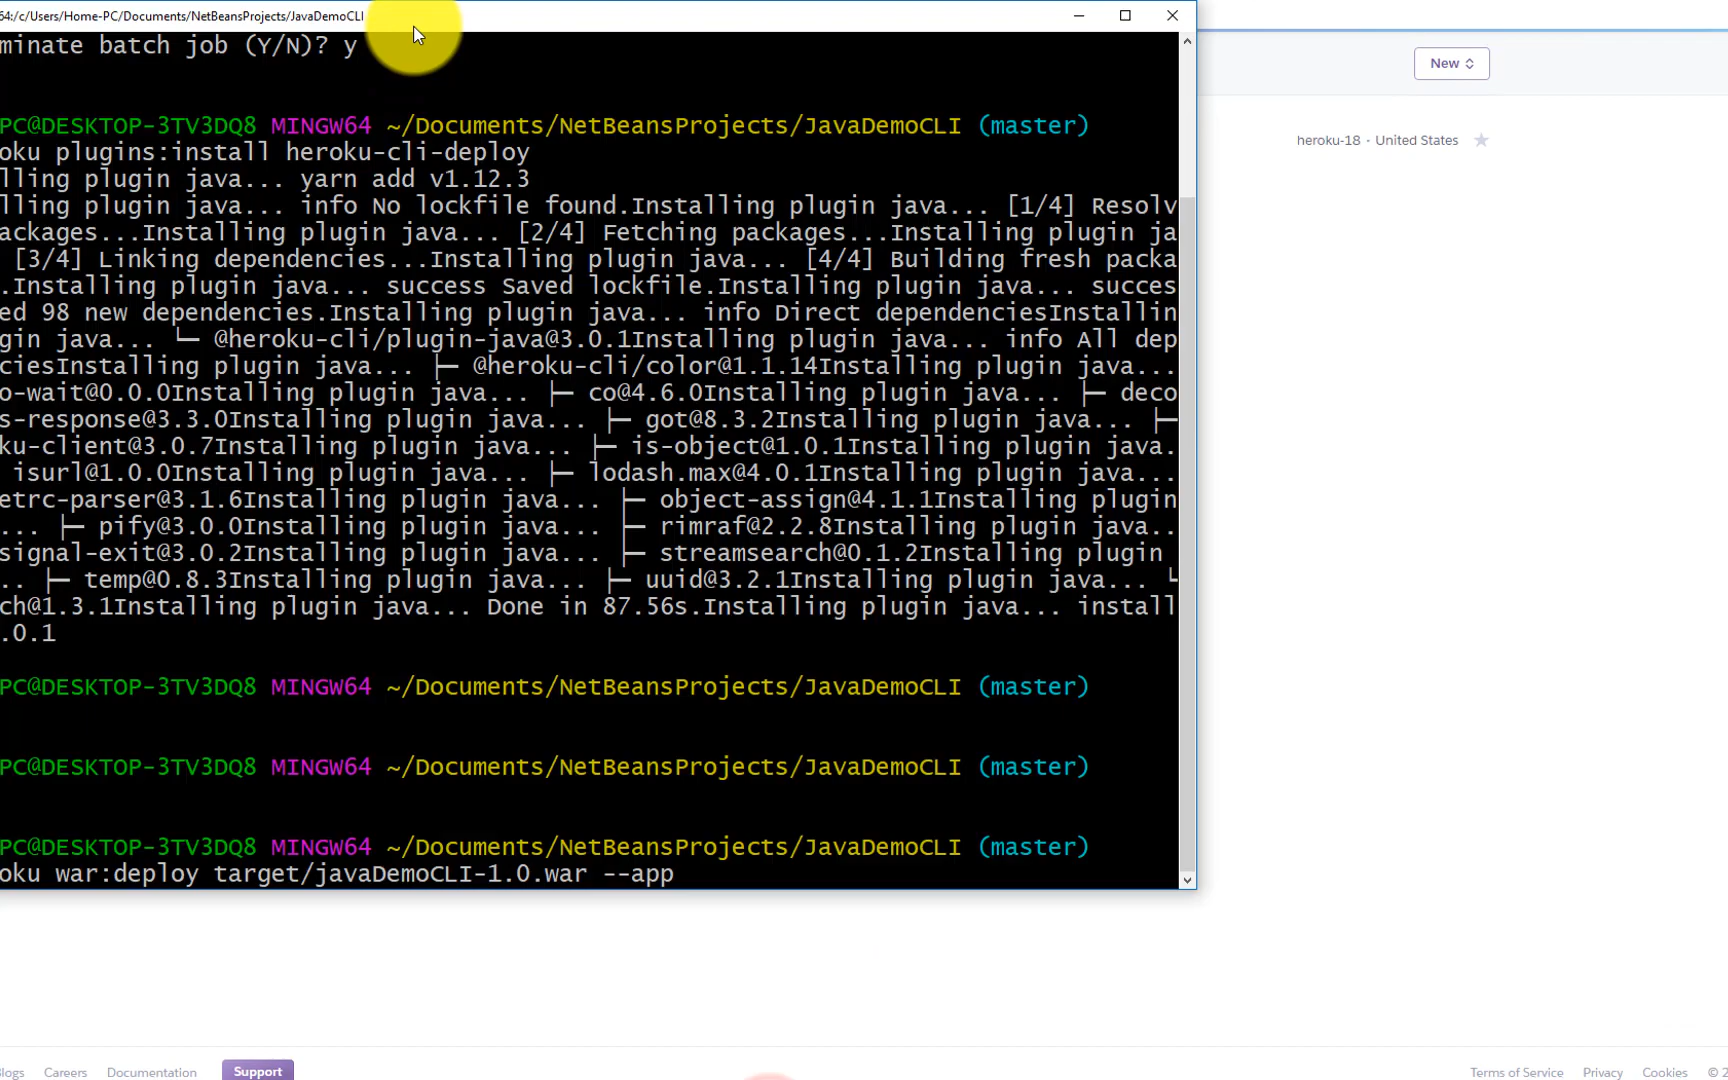 64:/c/Users/Home-PC/Documents/NetBeansProjects/JavaDemoCLI
minate batch job (Y/N)? y
New
PC@DESKTOP-3TV3DQ8 MINGW64 ~/Documents/NetBeansProjects/JavaDemoCLI (master)
heroku-18 · United States
oku plugins:install heroku-cli-deploy
lling plugin java... yarn add v1.12.3
lling plugin java... info No lockfile found.Installing plugin java... [1/4] Resolv
ackages...Installing plugin java... [2/4] Fetching packages...Installing plugin ja
[3/4] Linking dependencies...Installing plugin java... [4/4] Building fresh packa
.Installing plugin java... success Saved lockfile.Installing plugin java... succes
ed 98 new dependencies.Installing plugin java... info Direct dependenciesInstallin
gin java... └─ @heroku-cli/plugin-java@3.0.1Installing plugin java... info All dep
ciesInstalling plugin java... ├─ @heroku-cli/color@1.1.14Installing plugin java...
o-wait@0.0.0Installing plugin java... ├─ co@4.6.0Installing plugin java... ├─ deco
s-response@3.3.0Installing plugin java... ├─ got@8.3.2Installing plugin java... ├─
ku-client@3.0.7Installing plugin java... ├─ is-object@1.0.1Installing plugin java.
isurl@1.0.0Installing plugin java... ├─ lodash.max@4.0.1Installing plugin java...
etrc-parser@3.1.6Installing plugin java... ├─ object-assign@4.1.1Installing plugin
... ├─ pify@3.0.0Installing plugin java... ├─ rimraf@2.2.8Installing plugin java..
signal-exit@3.0.2Installing plugin java... ├─ streamsearch@0.1.2Installing plugin
.. ├─ temp@0.8.3Installing plugin java... ├─ uuid@3.2.1Installing plugin java... └
ch@1.3.1Installing plugin java... Done in 87.56s.Installing plugin java... install
.0.1
PC@DESKTOP-3TV3DQ8 MINGW64 ~/Documents/NetBeansProjects/JavaDemoCLI (master)
PC@DESKTOP-3TV3DQ8 MINGW64 ~/Documents/NetBeansProjects/JavaDemoCLI (master)
PC@DESKTOP-3TV3DQ8 MINGW64 ~/Documents/NetBeansProjects/JavaDemoCLI (master)
oku war:deploy target/javaDemoCLI-1.0.war --app
Blogs Careers Documentation Support Terms of Service Privacy Cookies © 2